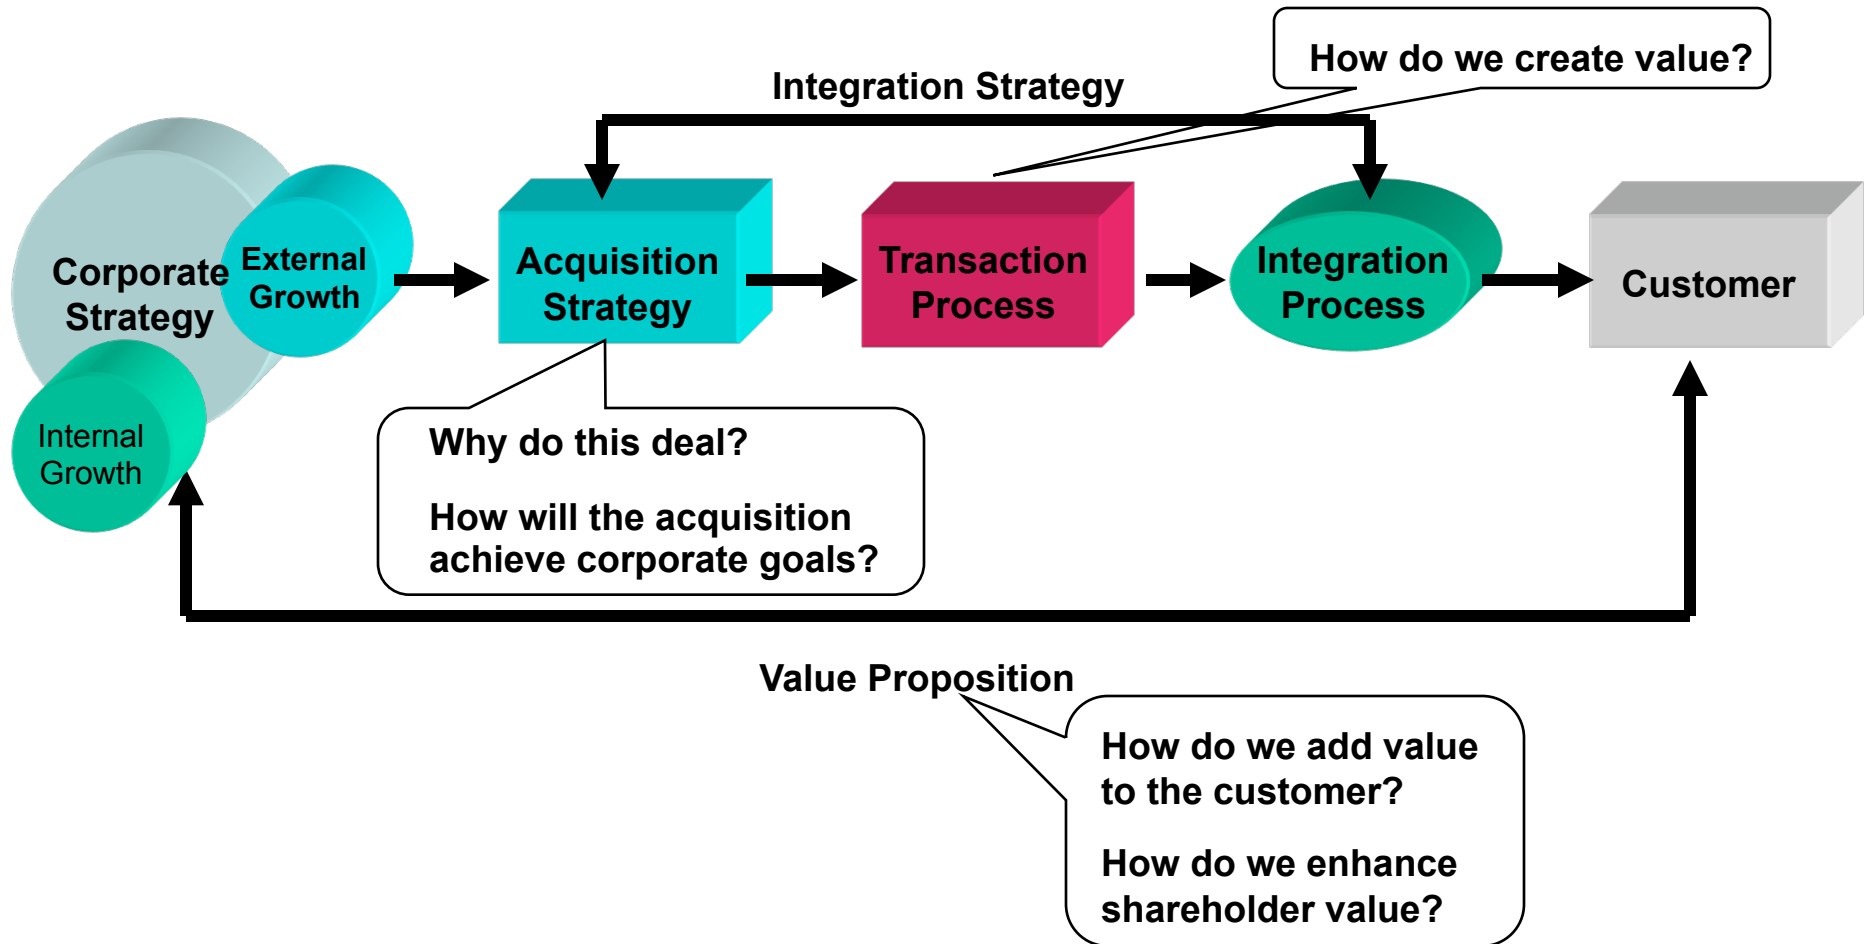 How do we create value?
Integration Strategy
Corporate
Strategy
External
Growth
Internal
Growth
Acquisition
Strategy
Transaction
Process
Integration
Process
Customer
Why do this deal?
How will the acquisition
achieve corporate goals?
Value Proposition
How do we add value
to the customer?
How do we enhance
shareholder value?